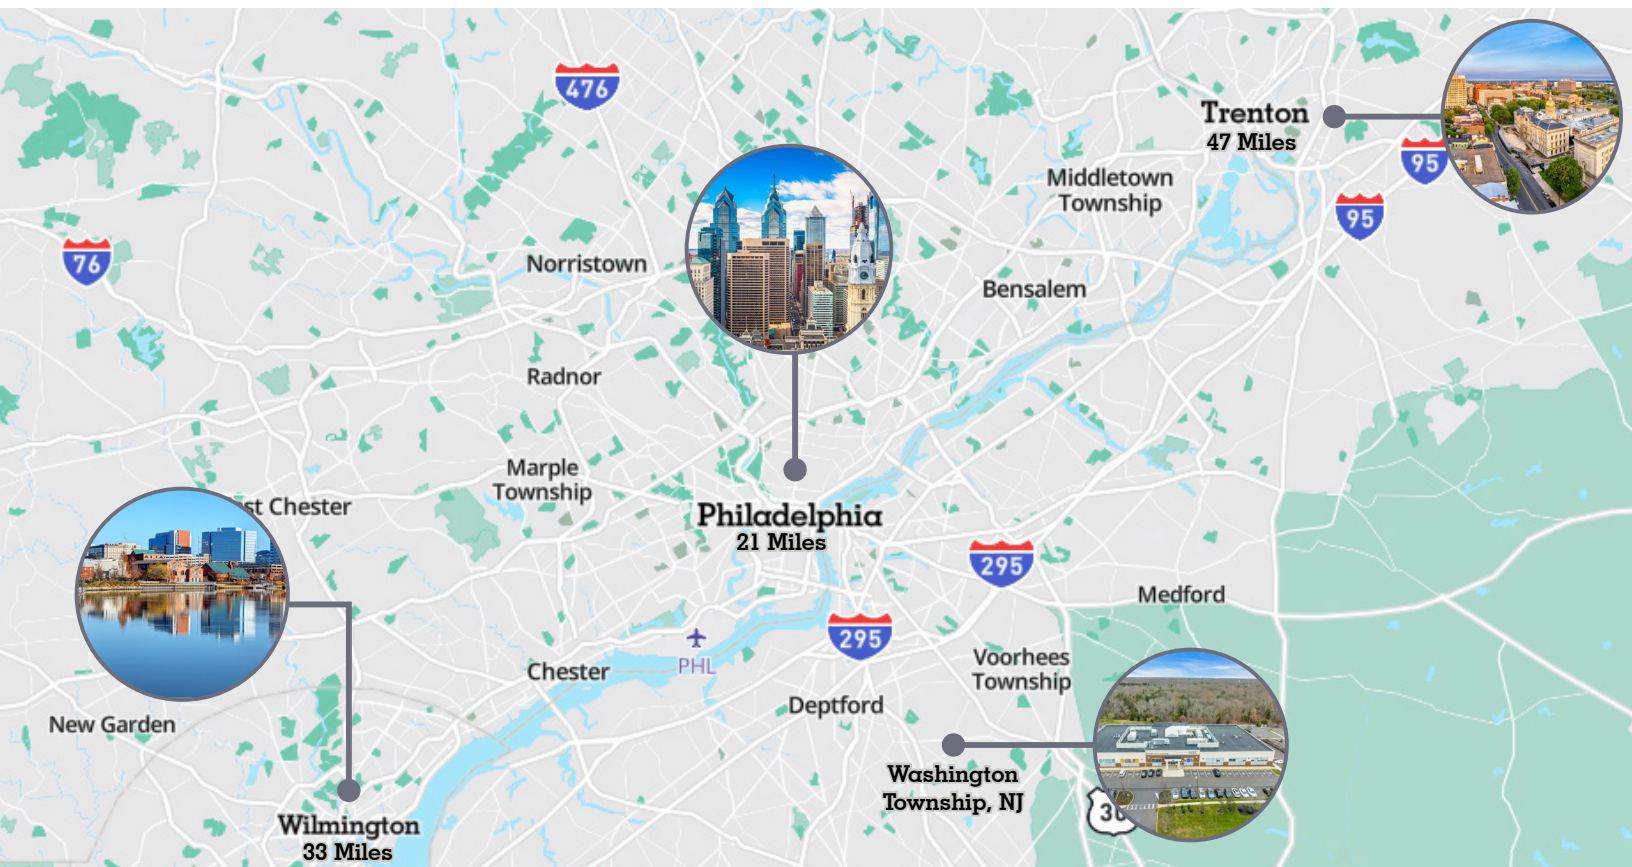 476
Trenton
47 Miles
95
Middletown
Township
95
76
Norristown
Bensalem
Radnor
Marple
Township
st Chester
Philadelphia
21 Miles
295
Medford
295
PHL
Chester
Voorhees
Township
Deptford
New Garden
Washington
Township, NJ
Wilmington
33 Miles